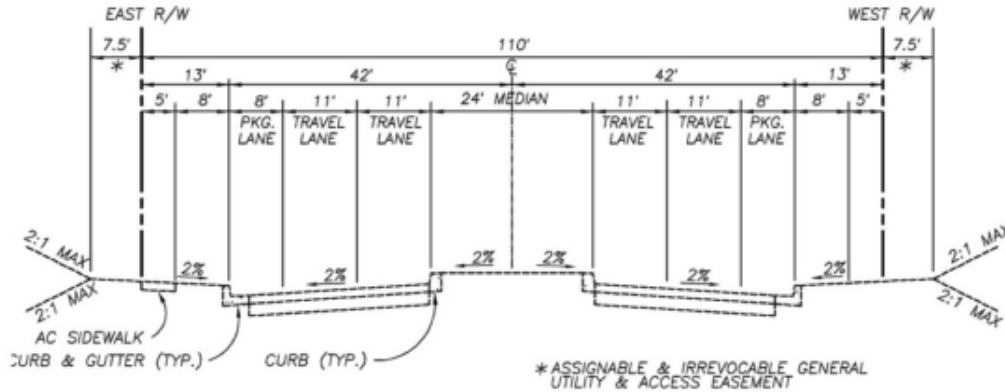 EAST R/W
WEST R/W
7.5'
110'
7.5'
*
℄
*
13'
42'
42'
13'
5'
8'
8'
11'
11'
24' MEDIAN
11'
11'
8'
8'
5'
PKG.
LANE
TRAVEL
LANE
TRAVEL
LANE
TRAVEL
LANE
TRAVEL
LANE
PKG.
LANE
2:1 MAX
2:1 MAX
2%
2%
2%
2%
2%
2%
2:1 MAX
2:1 MAX
AC SIDEWALK
CURB & GUTTER (TYP.)
CURB (TYP.)
* ASSIGNABLE & IRREVOCABLE GENERAL
UTILITY & ACCESS EASEMENT